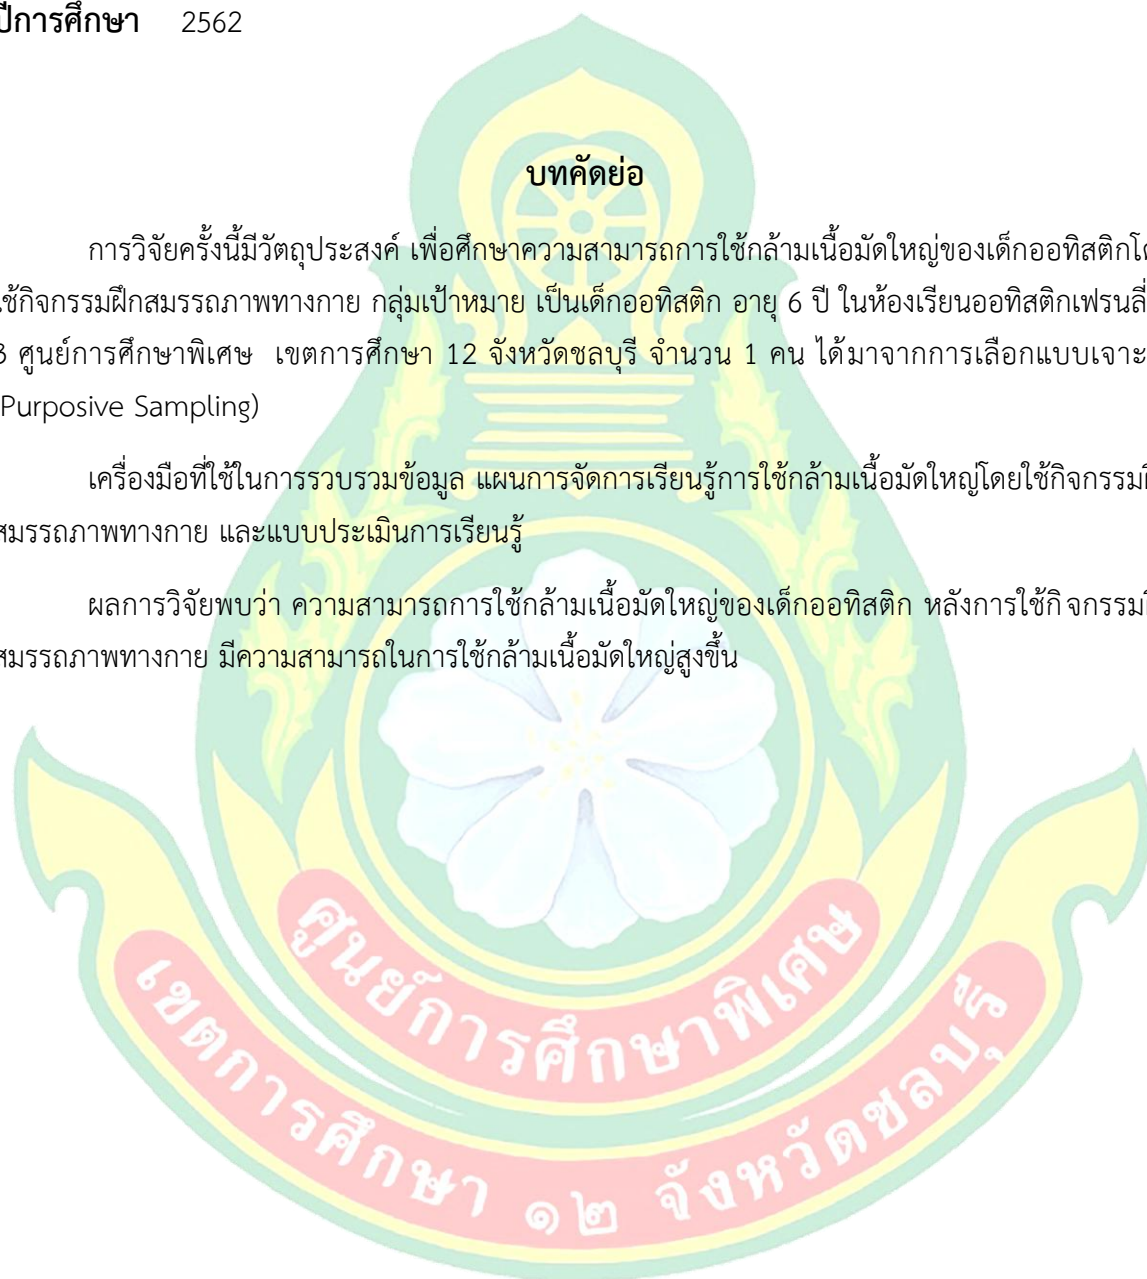 ปีการศึกษา 2562
บทคัดย่อ
การวิจัยครั้งนี้มีวัตถุประสงค์ เพื่อศึกษาความสามารถการใช้กล้ามเนื้อมัดใหญ่ของเด็กออทิสติกโด
ใช้กิจกรรมฝึกสมรรถภาพทางกาย กลุ่มเป้าหมาย เป็นเด็กออทิสติก อายุ 6 ปี ในห้องเรียนออทิสติกเฟรนลี่
3 ศูนย์การศึกษาพิเศษ เขตการศึกษา 12 จังหวัดชลบุรี จำนวน 1 คน ได้มาจากการเลือกแบบเจาะ
Purposive Sampling)
เครื่องมือที่ใช้ในการรวบรวมข้อมูล แผนการจัดการเรียนรู้การใช้กล้ามเนื้อมัดใหญ่โดยใช้กิจกรรม
สมรรถภาพทางกาย และแบบประเมินการเรียนรู้
ผลการวิจัยพบว่า ความสามารถการใช้กล้ามเนื้อมัดใหญ่ของเด็กออทิสติก หลังการใช้กิจกรรม
สมรรถภาพทางกาย มีความสามารถในการใช้กล้ามเนื้อมัดใหญ่สูงขึ้น
ศูนย์การศึกษาพิเศษ
เขตการศึกษา ๑๒ จังหวัดชลบุรี